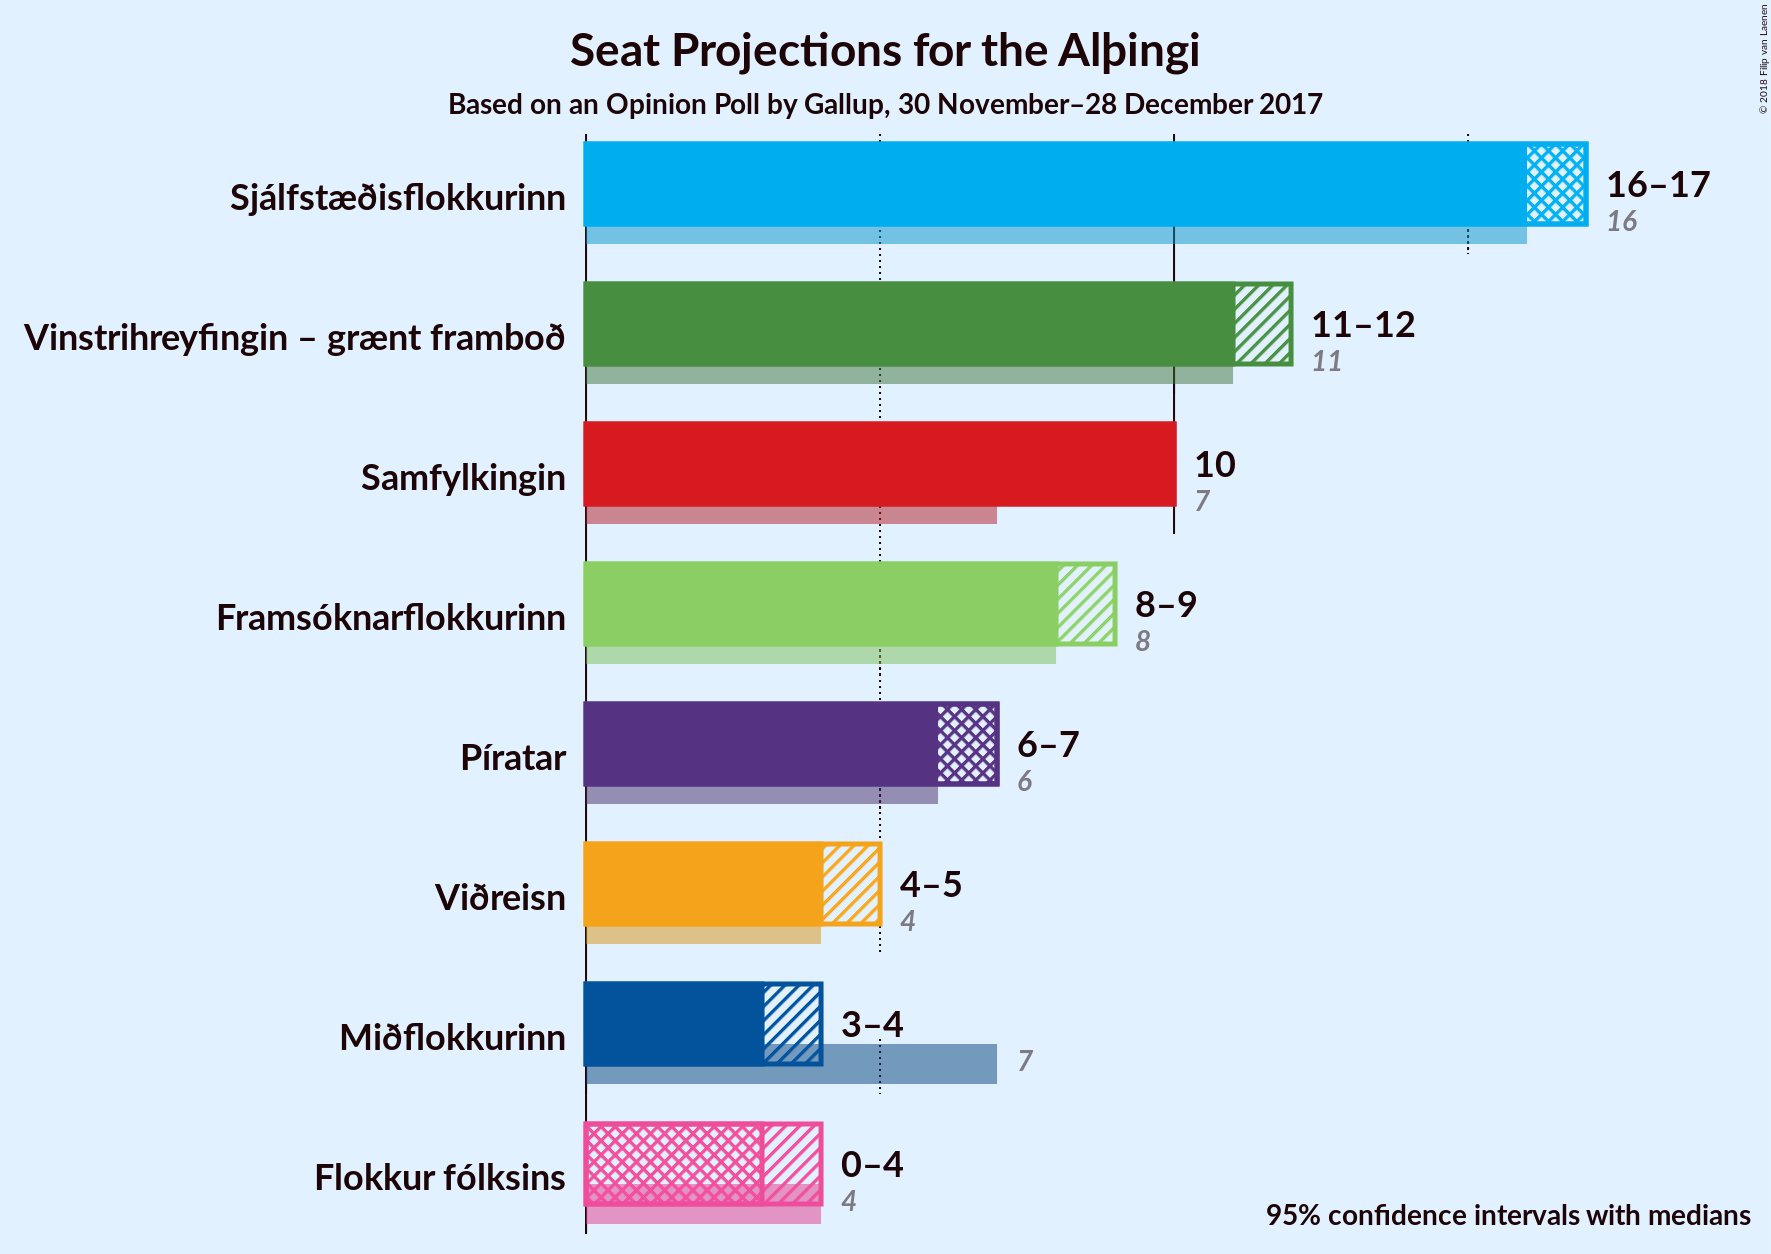 Seat Projections for the Alþingi
Based on an Opinion Poll by Gallup, 30 November–28 December 2017
© 2018 Filip van Laenen
Sjálfstæðisflokkurinn
16–17
16
Vinstrihreyfingin – grænt framboð
11–12
11
Samfylkingin
10
7
Framsóknarflokkurinn
8–9
8
Píratar
6–7
6
Viðreisn
4–5
4
Miðflokkurinn
3–4
7
Flokkur fólksins
0–4
4
95% confidence intervals with medians